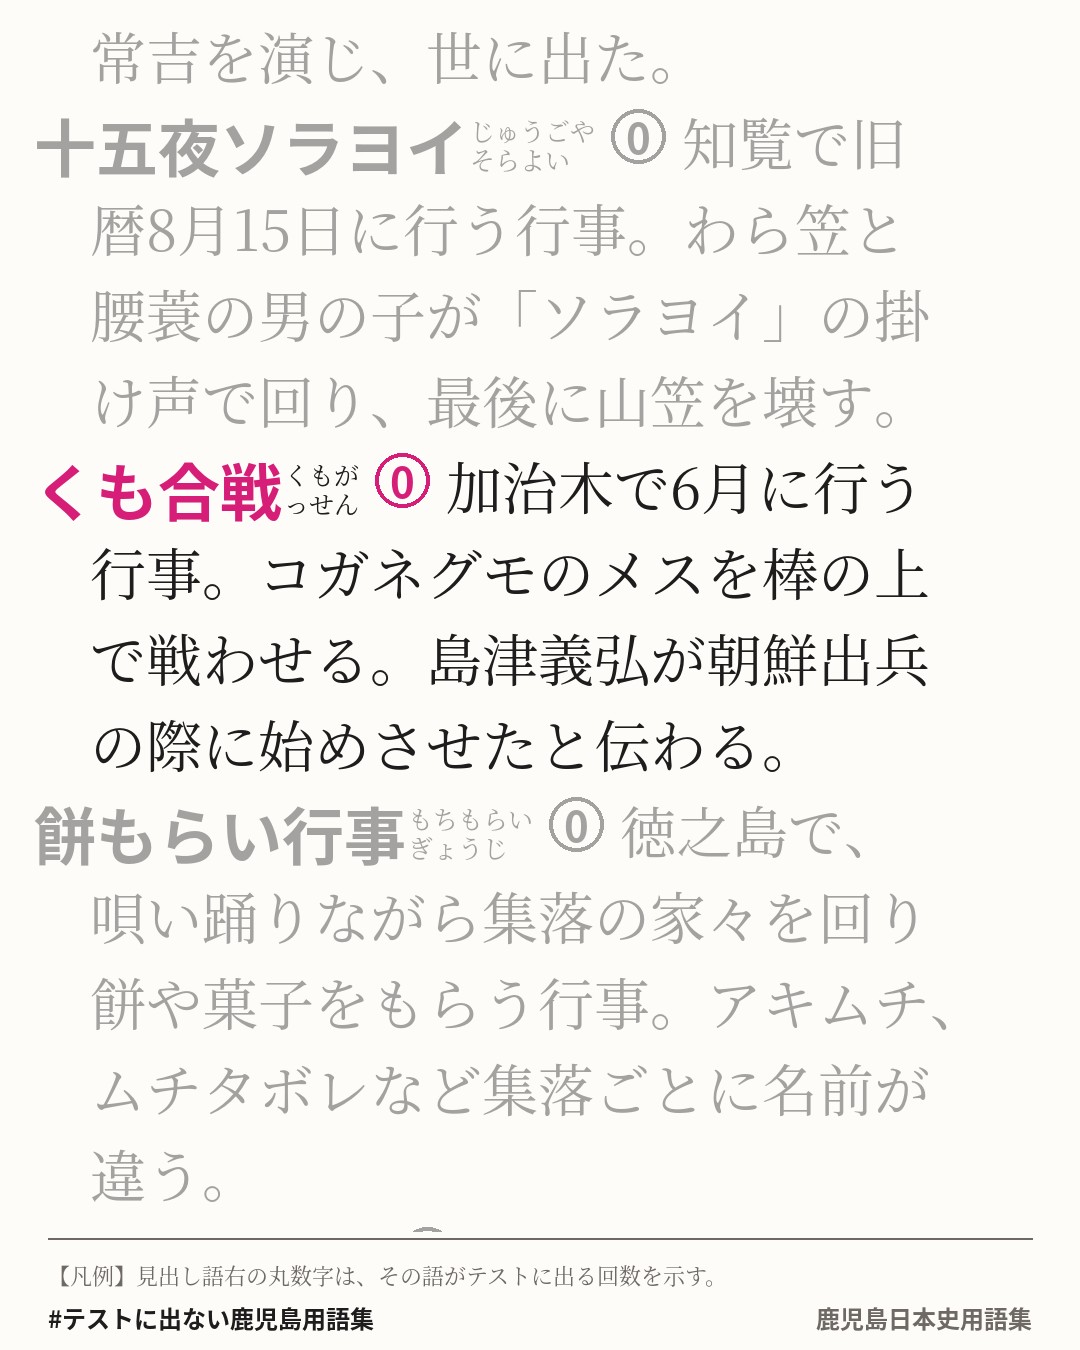 常吉を演じ、世に出た。
十五夜ソラヨイ じゅうごや そらよい ⓪ 知覧で旧
暦8月15日に行う行事。わら笠と
腰蓑の男の子が「ソラヨイ」の掛
け声で回り、最後に山笠を壊す。
くも合戦 くもが っせん ⓪ 加治木で6月に行う
行事。コガネグモのメスを棒の上
で戦わせる。島津義弘が朝鮮出兵
の際に始めさせたと伝わる。
餅もらい行事 もちもらい ぎょうじ ⓪ 徳之島で、
唄い踊りながら集落の家々を回り
餅や菓子をもらう行事。アキムチ、
ムチタボレなど集落ごとに名前が
違う。
【凡例】見出し語右の丸数字は、その語がテストに出る回数を示す。
#テストに出ない鹿児島用語集
鹿児島日本史用語集